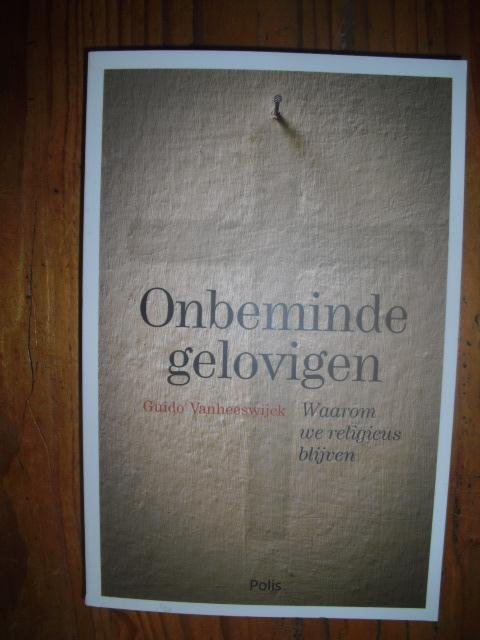 Onbeminde
gelovigen
Guido Vanheeswijck
Waarom
we religieus
blijven
Polis